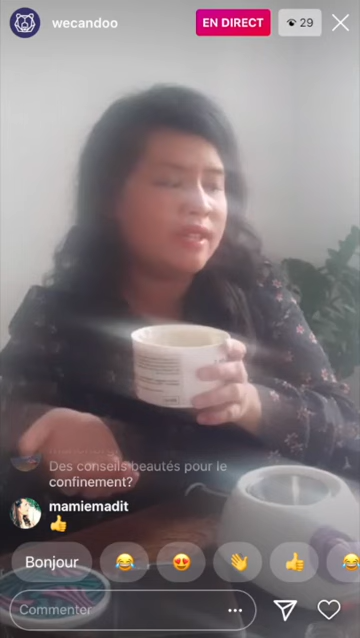 wecandoo
EN DIRECT
29
Des conseils beautés pour le
confinement?
mamiemadit
👍
Bonjour 😂 😍 👋 👍 😂
Commenter